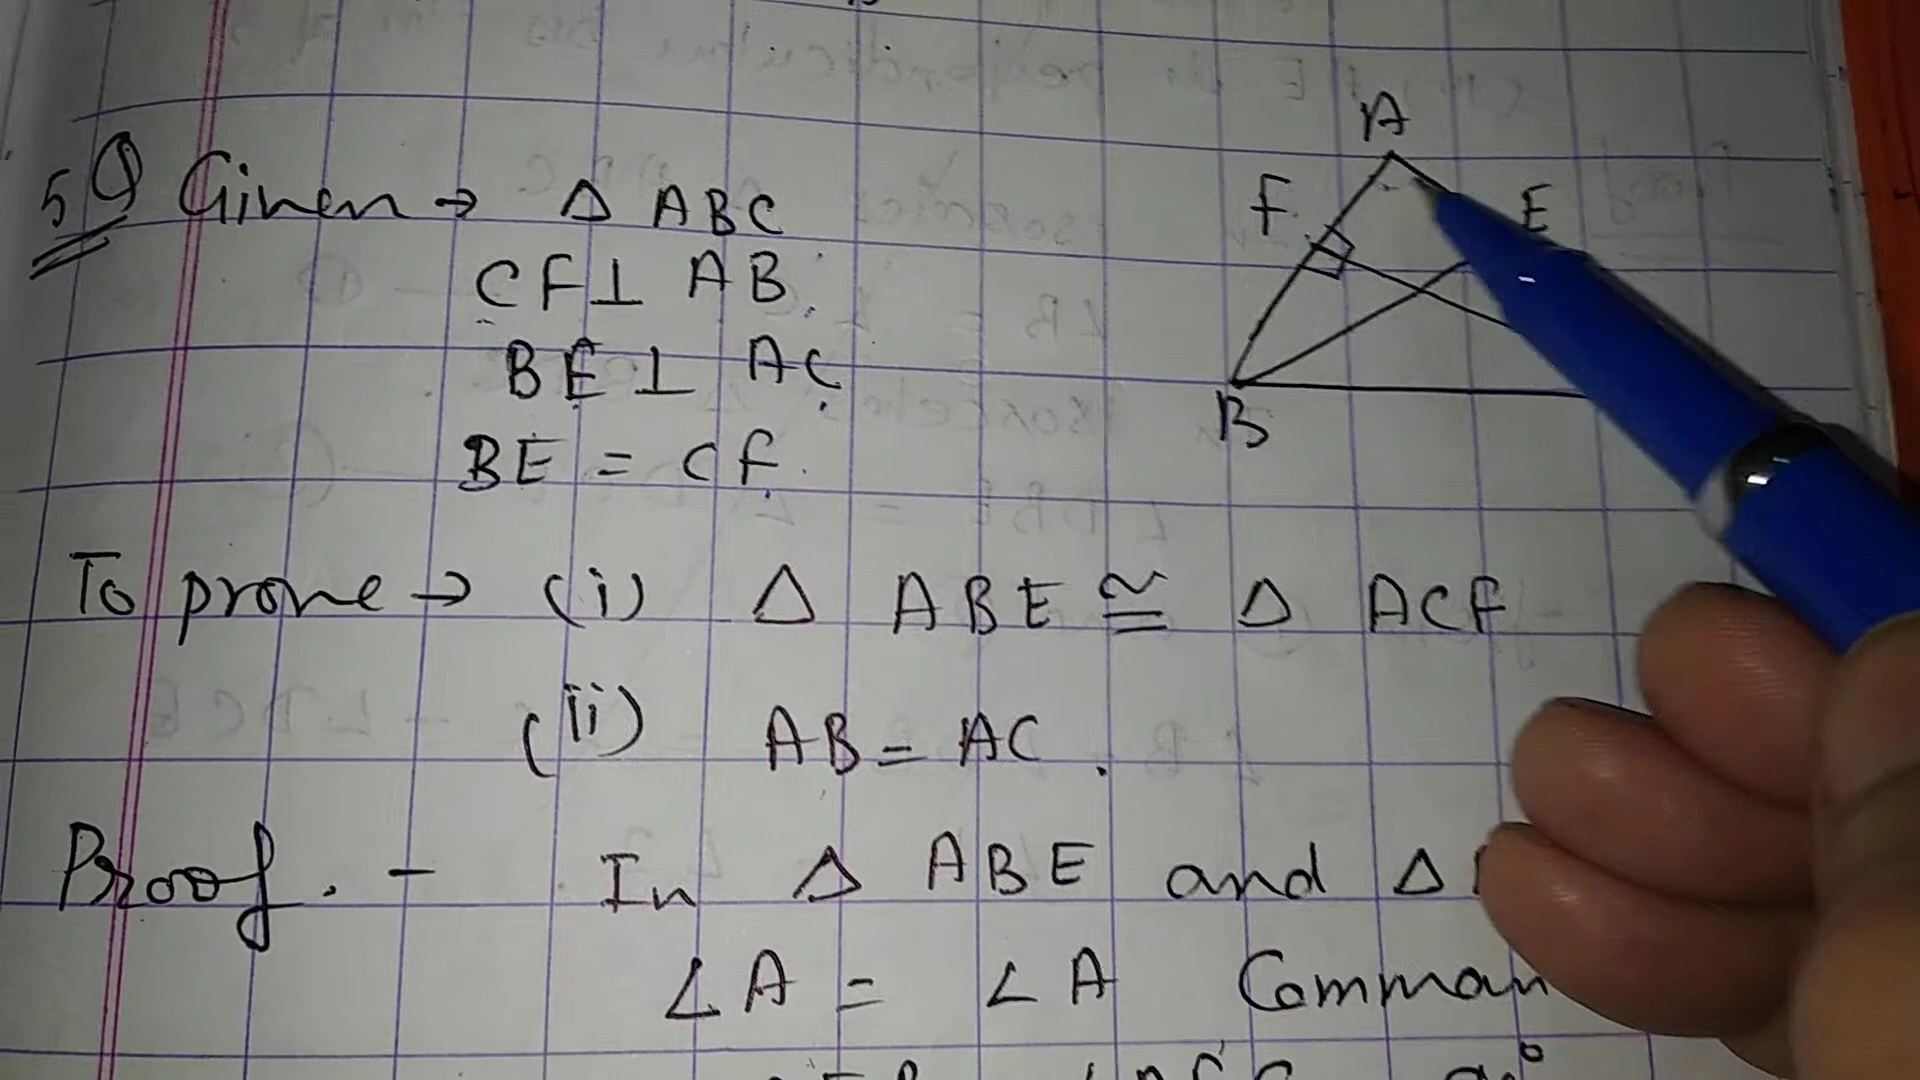 5Q Given → △ ABC
CF ⊥ AB.
BE ⊥ AC
BE = CF.
To prove → (i) △ ABE ≅ △ ACF
(ii) AB = AC.
Proof. - In △ ABE and △
∠A = ∠A Comman
A
F
E
B